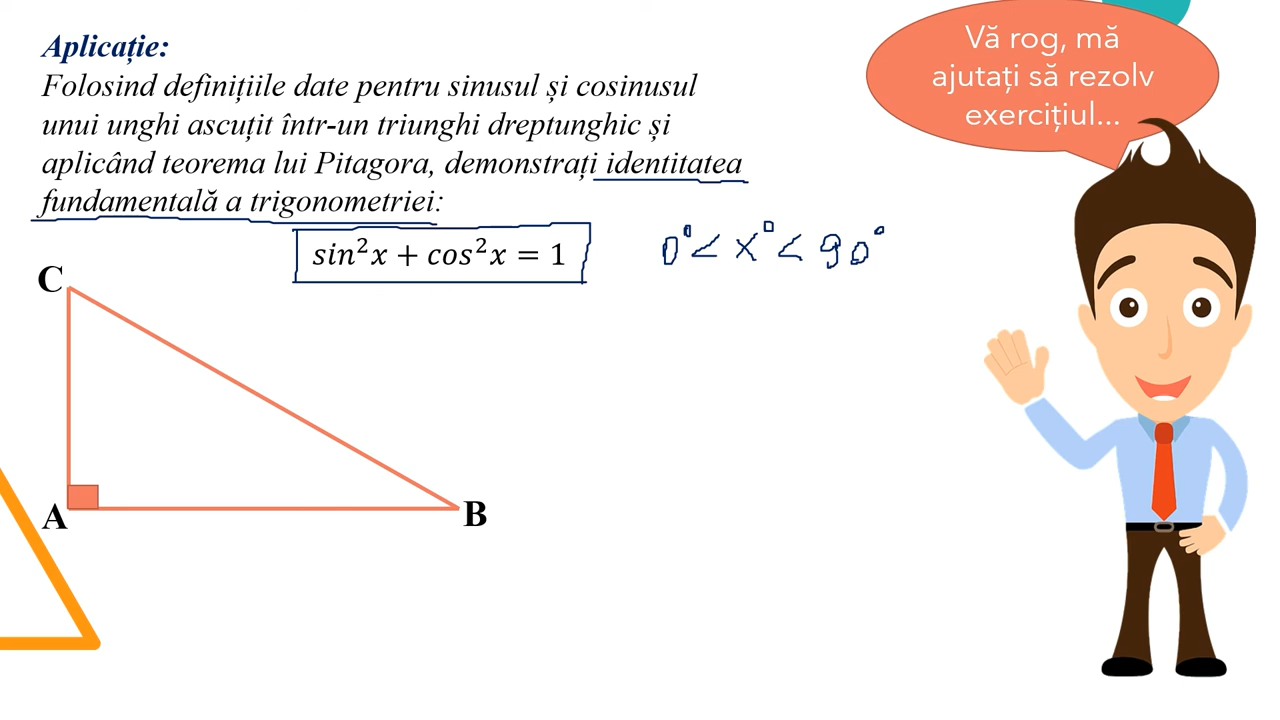 Aplicație:
Folosind definițiile date pentru sinusul și cosinusul
unui unghi ascuțit într-un triunghi dreptunghic și
aplicând teorema lui Pitagora, demonstrați identitatea
fundamentală a trigonometriei:
sin²x + cos²x = 1
0° < x° < 90°
Vă rog, mă
ajutați să rezolv
exercițiul...
C
A
B